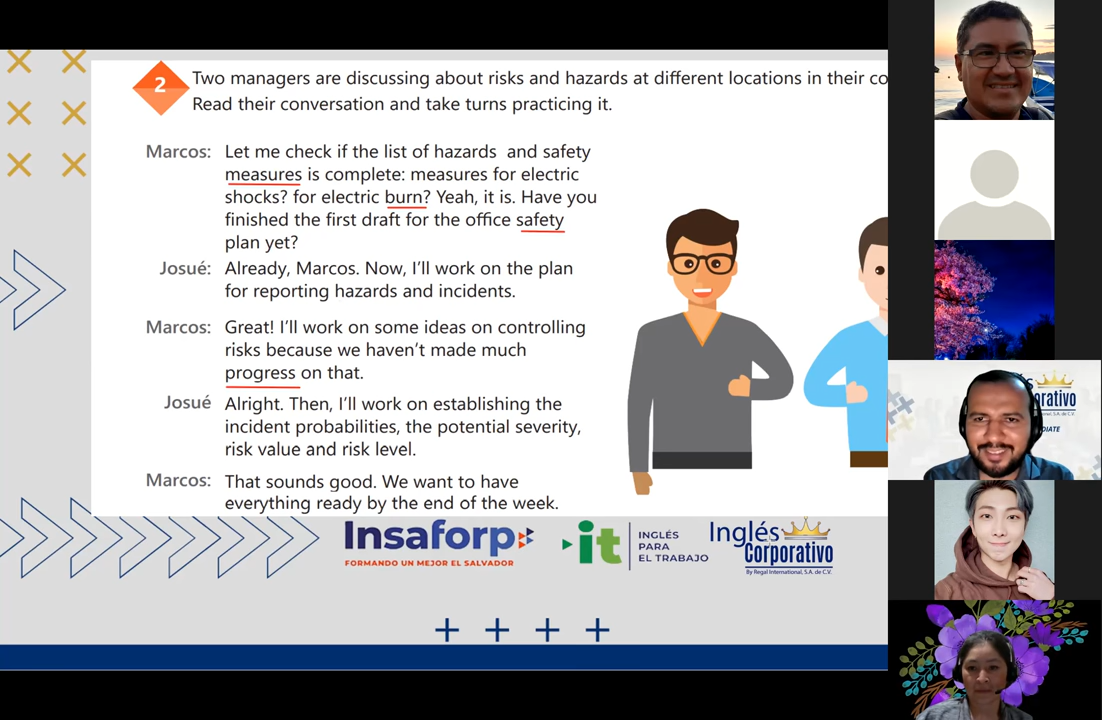 2
Two managers are discussing about risks and hazards at different locations in their co
Read their conversation and take turns practicing it.
Marcos: Let me check if the list of hazards and safety
measures is complete: measures for electric
shocks? for electric burn? Yeah, it is. Have you
finished the first draft for the office safety
plan yet?
Josué: Already, Marcos. Now, I'll work on the plan
for reporting hazards and incidents.
Marcos: Great! I'll work on some ideas on controlling
risks because we haven't made much
progress on that.
Josué Alright. Then, I'll work on establishing the
incident probabilities, the potential severity,
risk value and risk level.
Marcos: That sounds good. We want to have
everything ready by the end of the week.
Insaforp
FORMANDO UN MEJOR EL SALVADOR
it
INGLÉS
PARA
EL TRABAJO
Inglés
Corporativo
By Regal International, S.A. de C.V.